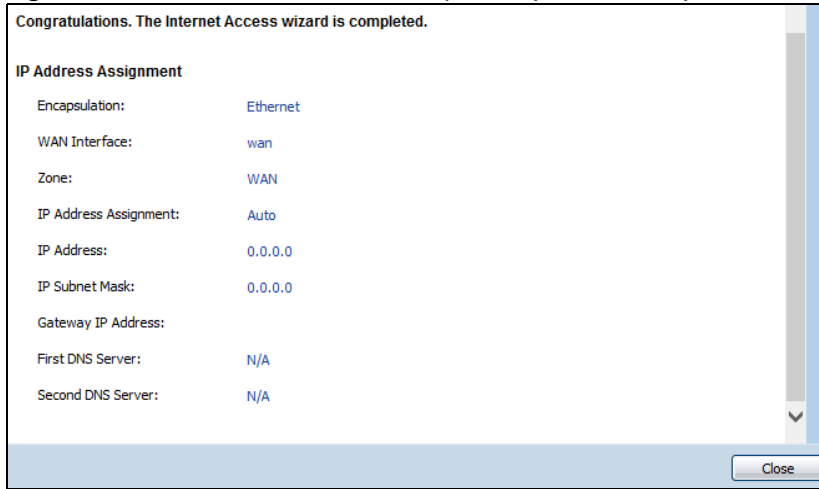 Congratulations. The Internet Access wizard is completed.
IP Address Assignment
Encapsulation: Ethernet
WAN Interface: wan
Zone: WAN
IP Address Assignment: Auto
IP Address: 0.0.0.0
IP Subnet Mask: 0.0.0.0
Gateway IP Address:
First DNS Server: N/A
Second DNS Server: N/A
Close